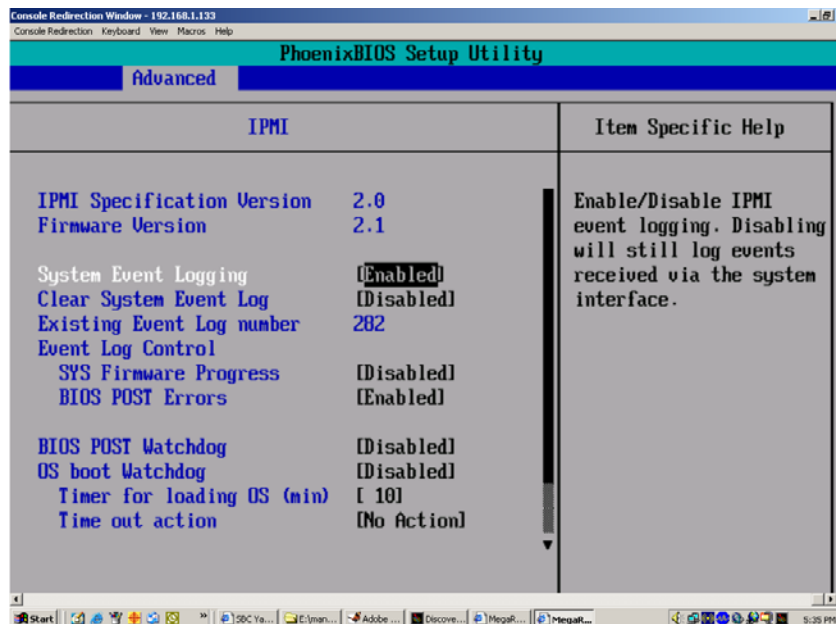 Console Redirection Window - 192.168.1.133
Console Redirection Keyboard View Macros Help
PhoenixBIOS Setup Utility
Advanced
IPMI
Item Specific Help
IPMI Specification Version 2.0
Firmware Version 2.1
System Event Logging [Enabled]
Clear System Event Log [Disabled]
Existing Event Log number 282
Event Log Control
SYS Firmware Progress [Disabled]
BIOS POST Errors [Enabled]
BIOS POST Watchdog [Disabled]
OS boot Watchdog [Disabled]
Timer for loading OS (min) [ 10]
Time out action [No Action]
Enable/Disable IPMI
event logging. Disabling
will still log events
received via the system
interface.
Start » SBC Ya... E:\man... Adobe ... Discove... MegaR... MegaR... 5:35 PM